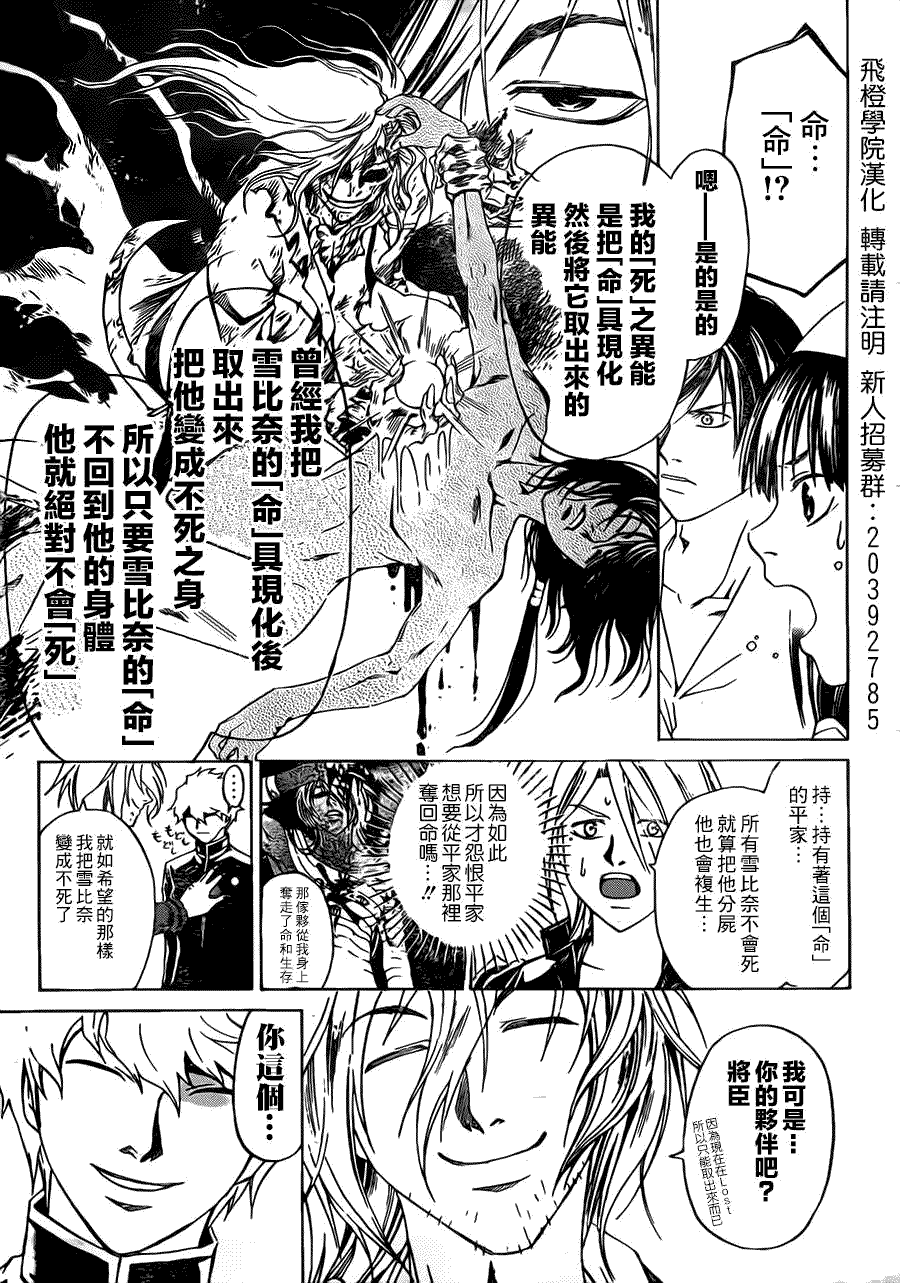 飛橙學院漢化 轉載請注明 新人招募群：20392785
命…
「命」!?
嗯——是的是的
我的「死」之異能
是把「命」具現化
然後將它取出來的
異能
曾經我把
雪比奈的「命」具現化後
取出來
把他變成不死之身
所以只要雪比奈的「命」
不回到他的身體
他就絕對不會「死」
持…持有著這個「命」
的平家…
所有雪比奈不會死
就算把他分屍
他也會複生…
因為如此
所以才怨恨平家
想要從平家那裡
奪回命嗎…!!
那傢夥從我身上
奪走了命和生存
…
就如希望的那樣
我把雪比奈
變成不死了
我可是…
你的夥伴吧？
將臣
因為現在在Lost
所以只能取出來而已
你這個…